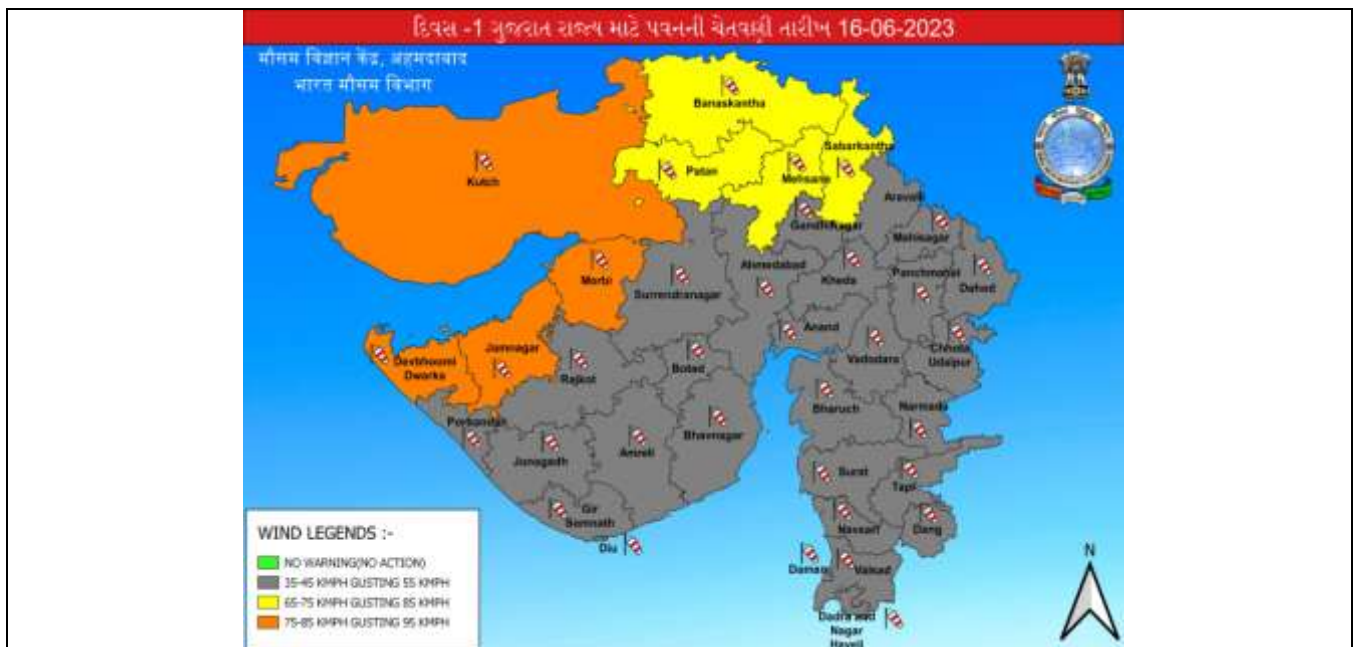 દિવસ -1 ગુજરાત રાજ્ય માટે પવનની ચેતવણી તારીખ 16-06-2023
मौसम विज्ञान केंद्र, अहमदाबाद
भारत मौसम विभाग
Banaskantha
Sabarkantha
Patan
Mehsana
Kutch
Aravalli
Gandhinagar
Mahisagar
Ahmedabad
Panchmahal
Morbi
Kheda
Dahod
Surrendranagar
Anand
Jamnagar
Chhota
Udaipur
Devbhoomi
Dwarka
Vadodara
Botad
Rajkot
Bharuch
Narmada
Porbandar
Bhavnagar
Junagadh
Amreli
Surat
Tapi
Gir
Somnath
Navsari
Dang
Diu
Daman
Valsad
Dadra and
Nagar
Haveli
N
WIND LEGENDS :-
NO WARNING(NO ACTION)
35-45 KMPH GUSTING 55 KMPH
65-75 KMPH GUSTING 85 KMPH
75-85 KMPH GUSTING 95 KMPH